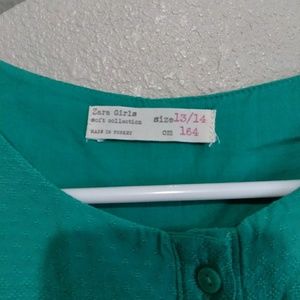 Zara Girls size 13/14
soft collection
MADE IN TURKEY cm 164